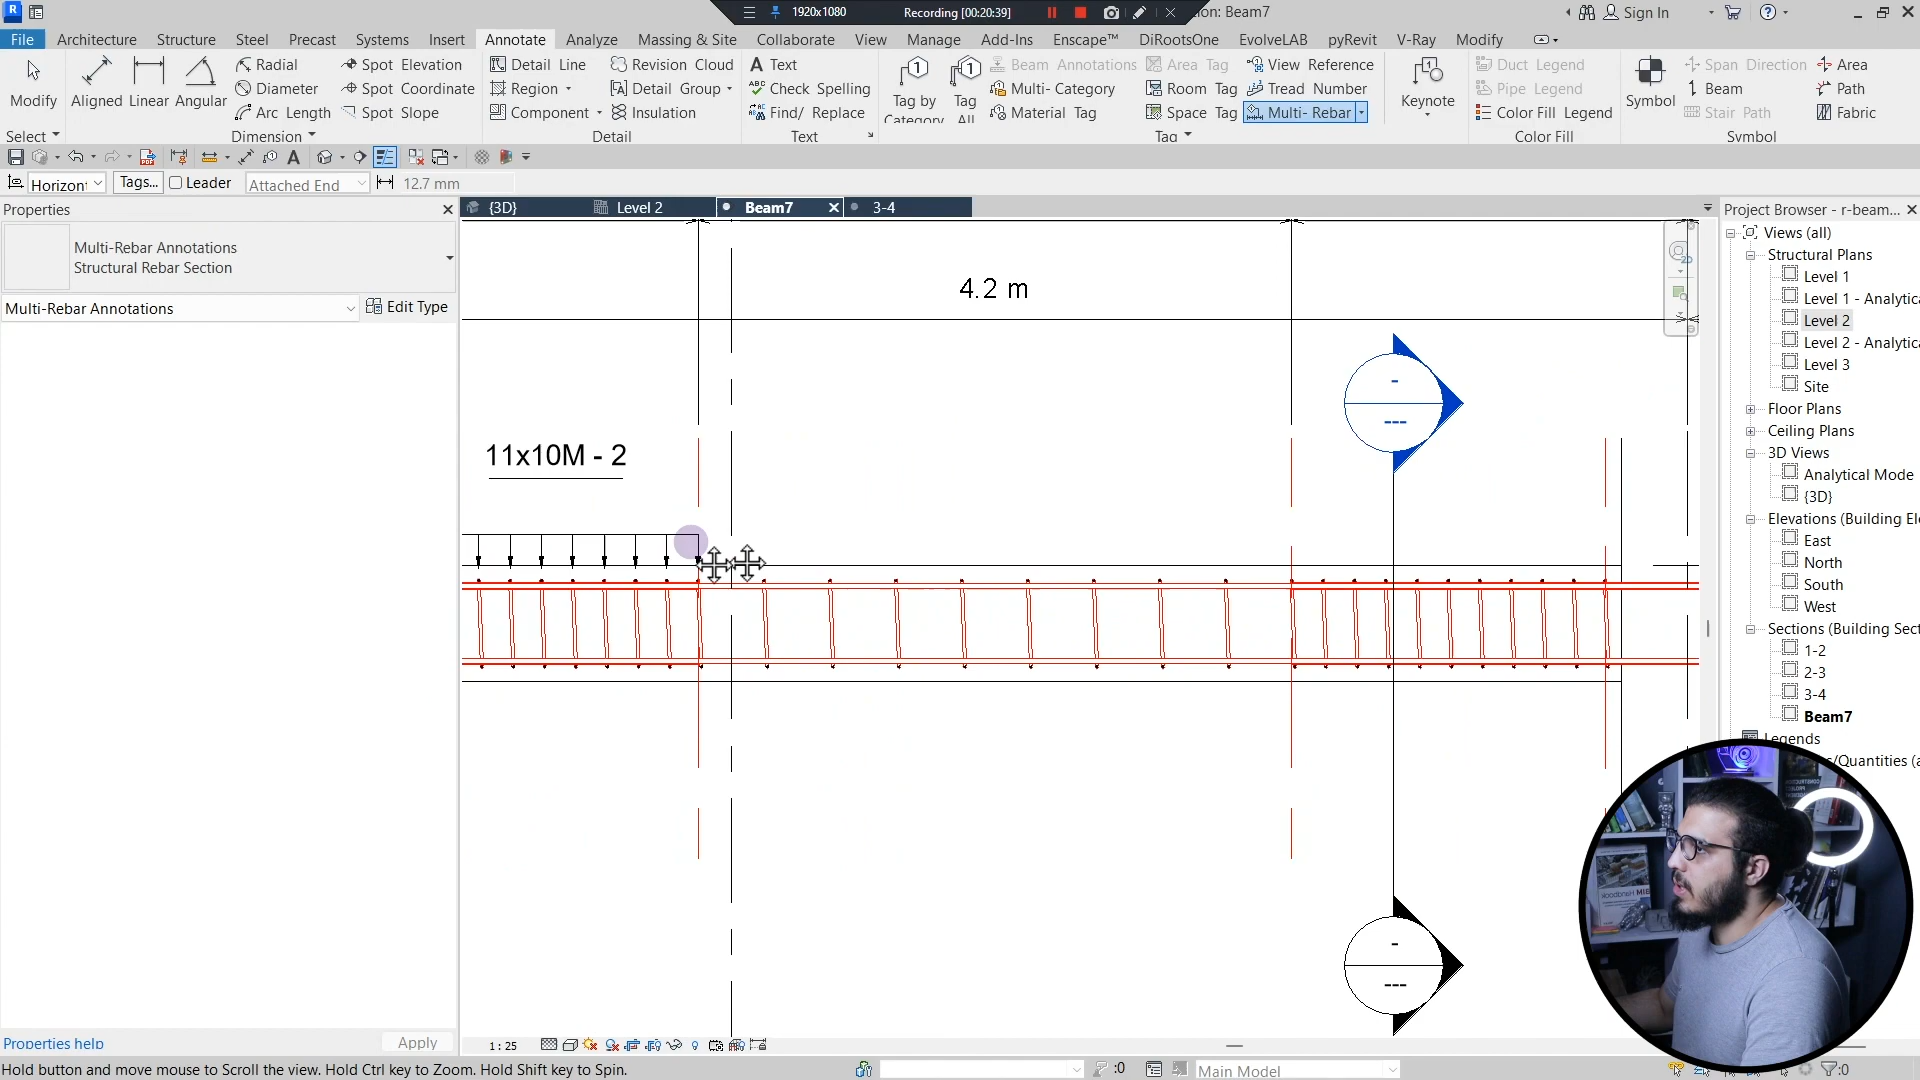 1920x1080
Recording [00:20:39]
on: Beam7
Sign In
File
Architecture
Structure
Steel
Precast
Systems
Insert
Annotate
Analyze
Massing & Site
Collaborate
View
Manage
Add-Ins
Enscape™
DiRootsOne
EvolveLAB
pyRevit
V-Ray
Modify
Modify
Select
Aligned
Linear
Angular
Radial
Diameter
Arc Length
Spot Elevation
Spot Coordinate
Spot Slope
Dimension
Detail Line
Region
Component
Revision Cloud
Detail Group
Insulation
Detail
Text
Check Spelling
Find/ Replace
Text
Tag by
Category
Tag
All
Beam Annotations
Multi- Category
Material Tag
Area Tag
Room Tag
Space Tag
View Reference
Tread Number
Multi- Rebar
Tag
Keynote
Duct Legend
Pipe Legend
Color Fill Legend
Color Fill
Symbol
Span Direction
Beam
Stair Path
Area
Path
Fabric
Symbol
Horizont
Tags...
Leader
Attached End
12.7 mm
Properties
Multi-Rebar Annotations
Structural Rebar Section
Multi-Rebar Annotations
Edit Type
Properties help
Apply
{3D}
Level 2
Beam7
3-4
4.2 m
11x10M - 2
-
---
-
---
1 : 25
Project Browser - r-beam...
Views (all)
Structural Plans
Level 1
Level 1 - Analytica
Level 2
Level 2 - Analytica
Level 3
Site
Floor Plans
Ceiling Plans
3D Views
Analytical Mode
{3D}
Elevations (Building El
East
North
South
West
Sections (Building Sect
1-2
2-3
3-4
Beam7
Legends
s/Quantities (a
Hold button and move mouse to Scroll the view. Hold Ctrl key to Zoom. Hold Shift key to Spin.
:0
Main Model
:0